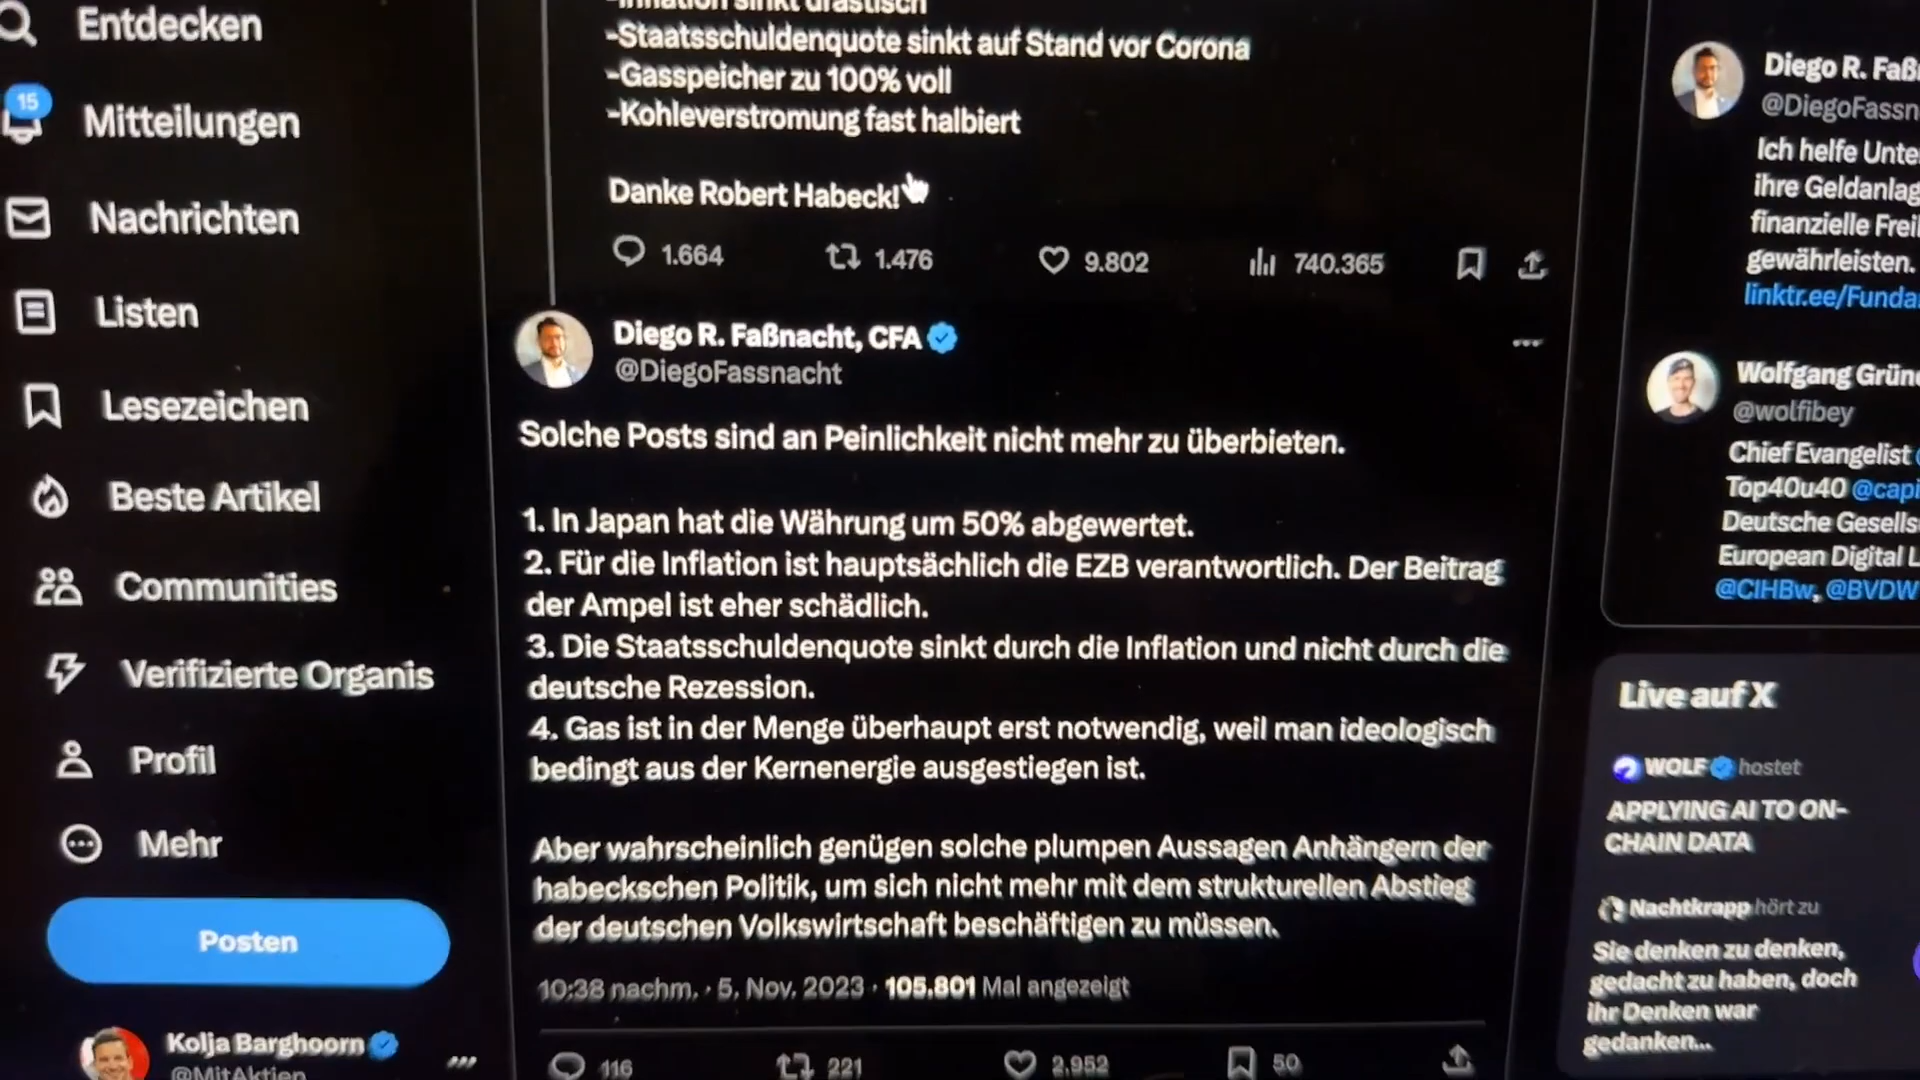 Entdecken
15
Mitteilungen
Nachrichten
Listen
Lesezeichen
Beste Artikel
Communities
Verifizierte Organis
Profil
Mehr
Posten
Kolja Barghoorn
@MitAktien
-Inflation sinkt drastisch
-Staatsschuldenquote sinkt auf Stand vor Corona
-Gasspeicher zu 100% voll
-Kohleverstromung fast halbiert
Danke Robert Habeck!
1.664 1.476 9.802 740.365
Diego R. Faßnacht, CFA
@DiegoFassnacht
Solche Posts sind an Peinlichkeit nicht mehr zu überbieten.
1. In Japan hat die Währung um 50% abgewertet.
2. Für die Inflation ist hauptsächlich die EZB verantwortlich. Der Beitrag
der Ampel ist eher schädlich.
3. Die Staatsschuldenquote sinkt durch die Inflation und nicht durch die
deutsche Rezession.
4. Gas ist in der Menge überhaupt erst notwendig, weil man ideologisch
bedingt aus der Kernenergie ausgestiegen ist.
Aber wahrscheinlich genügen solche plumpen Aussagen Anhängern der
habeckschen Politik, um sich nicht mehr mit dem strukturellen Abstieg
der deutschen Volkswirtschaft beschäftigen zu müssen.
10:38 nachm. · 5. Nov. 2023 · 105.801 Mal angezeigt
116 221 2.952 50
Diego R. Faßn
@DiegoFassn
Ich helfe Unte
ihre Geldanlag
finanzielle Frei
gewährleisten.
linktr.ee/Funda
Wolfgang Grüne
@wolfibey
Chief Evangelist
Top40u40 @capi
Deutsche Gesells
European Digital L
@CIHBw, @BVDW
Live auf X
WOLF hostet
APPLYING AI TO ON-
CHAIN DATA
Nachtkrapp hört zu
Sie denken zu denken,
gedacht zu haben, doch
ihr Denken war
gedanken...